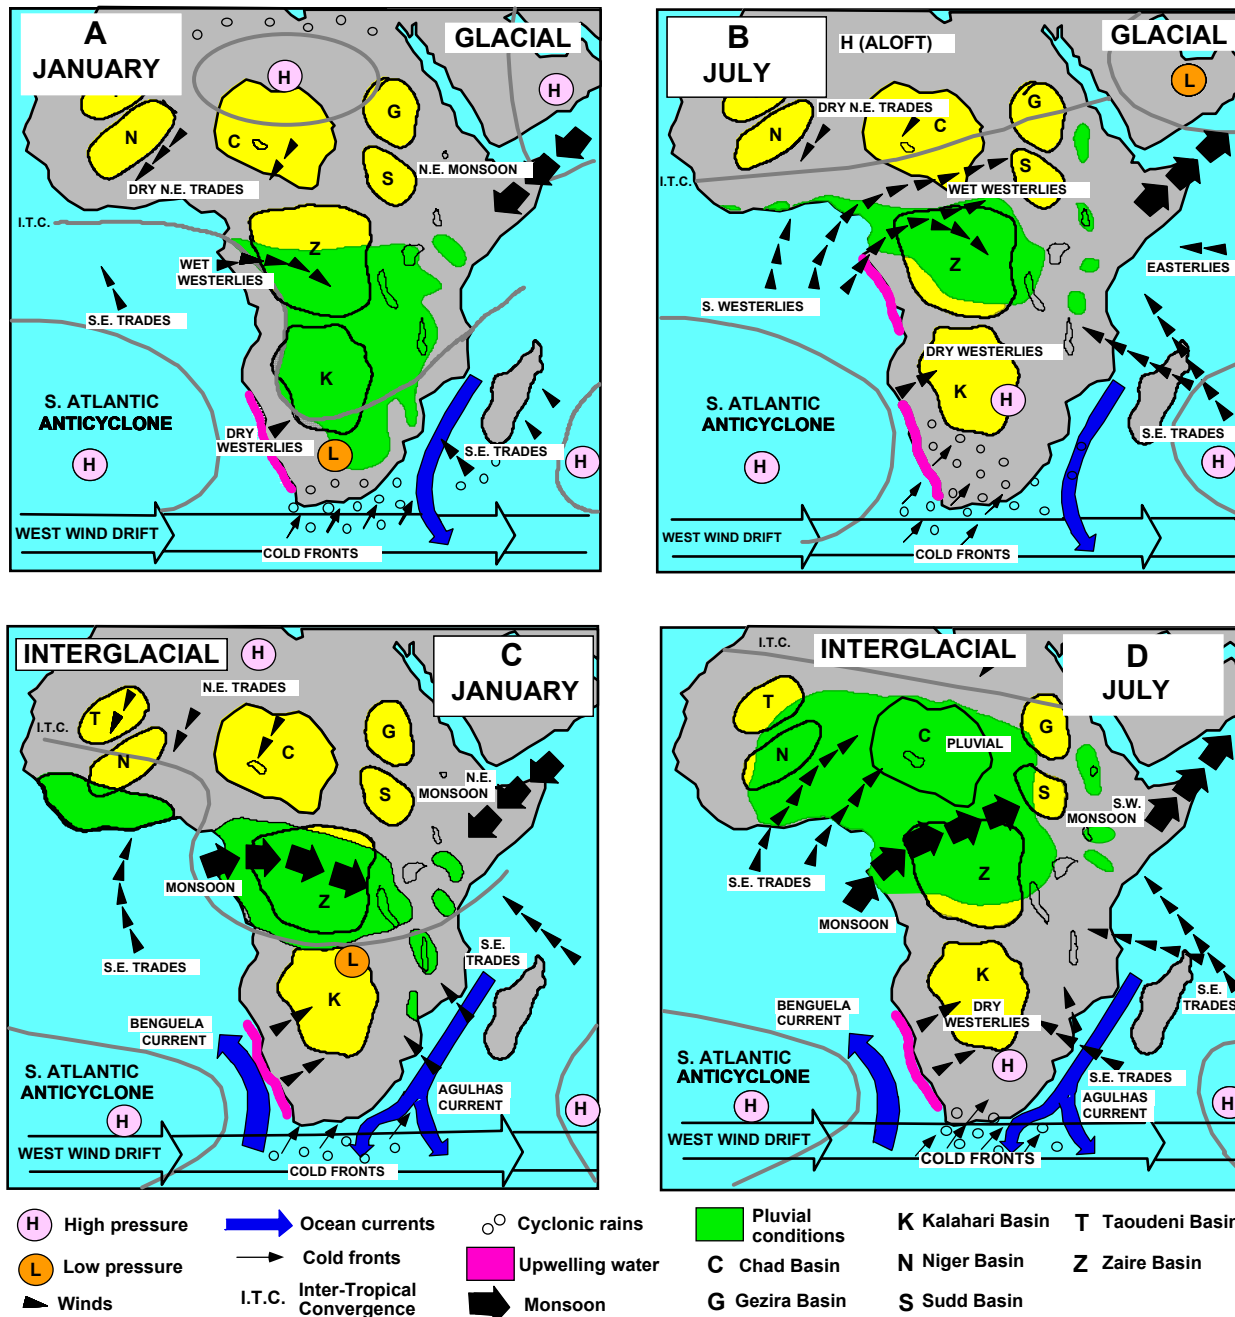 A
JANUARY
GLACIAL
H
H
G
N
C
S
N.E. MONSOON
DRY N.E. TRADES
I.T.C.
Z
WET
WESTERLIES
S.E. TRADES
K
S. ATLANTIC
ANTICYCLONE
DRY
WESTERLIES
L
S.E. TRADES
H
H
WEST WIND DRIFT
COLD FRONTS
B
JULY
H (ALOFT)
GLACIAL
L
DRY N.E. TRADES
G
N
C
S
I.T.C.
WET WESTERLIES
Z
EASTERLIES
S. WESTERLIES
DRY WESTERLIES
K
H
S. ATLANTIC
ANTICYCLONE
S.E. TRADES
H
H
WEST WIND DRIFT
COLD FRONTS
INTERGLACIAL
H
C
JANUARY
N.E. TRADES
T
I.T.C.
N
C
G
S
N.E.
MONSOON
MONSOON
Z
S.E. TRADES
S.E.
TRADES
L
K
BENGUELA
CURRENT
S. ATLANTIC
ANTICYCLONE
AGULHAS
CURRENT
H
H
WEST WIND DRIFT
COLD FRONTS
I.T.C.
INTERGLACIAL
D
JULY
T
G
N
C
PLUVIAL
S
S.W.
MONSOON
S.E. TRADES
Z
MONSOON
K
S.E.
TRADES
BENGUELA
CURRENT
DRY
WESTERLIES
S. ATLANTIC
ANTICYCLONE
H
S.E. TRADES
AGULHAS
CURRENT
H
H
WEST WIND DRIFT
COLD FRONTS
H High pressure
L Low pressure
Winds
Ocean currents
Cold fronts
I.T.C. Inter-Tropical
Convergence
Cyclonic rains
Upwelling water
Monsoon
Pluvial
conditions
C Chad Basin
G Gezira Basin
K Kalahari Basin
N Niger Basin
S Sudd Basin
T Taoudeni Basin
Z Zaire Basin